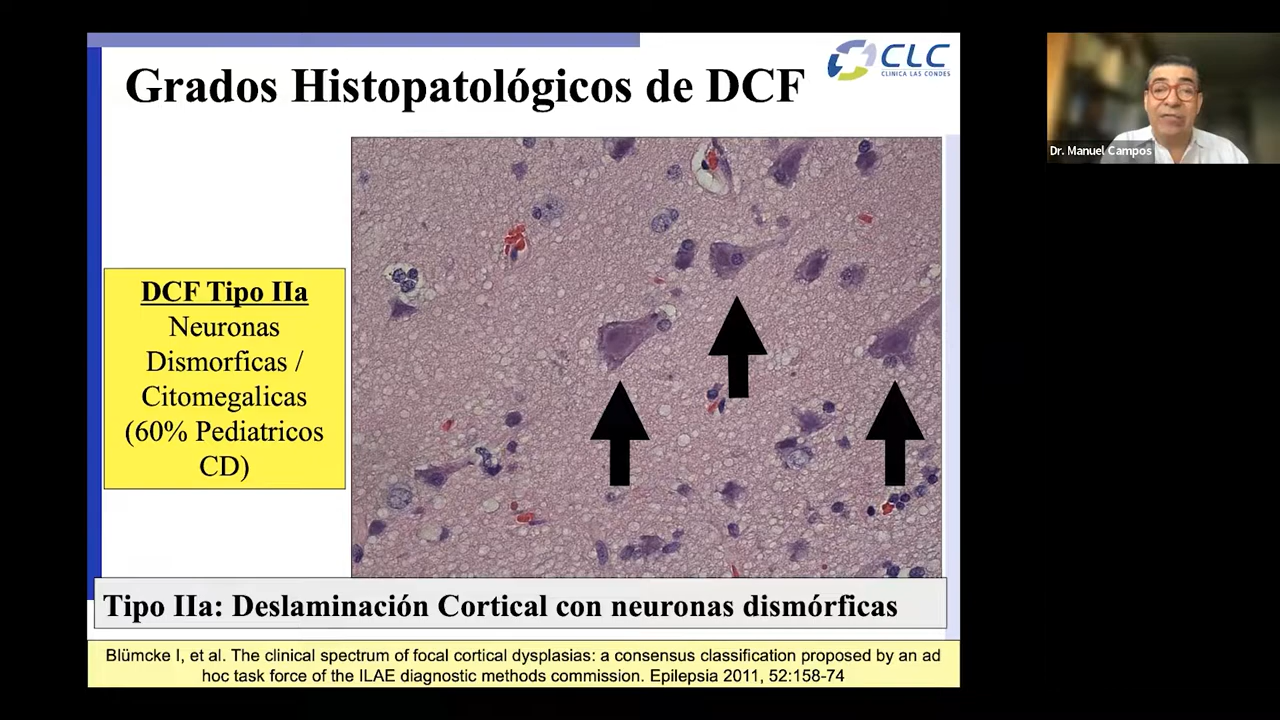 Grados Histopatológicos de DCF
CLC
CLINICA LAS CONDES
Dr. Manuel Campos
DCF Tipo IIa
Neuronas
Dismorficas /
Citomegalicas
(60% Pediatricos
CD)
Tipo IIa: Deslaminación Cortical con neuronas dismórficas
Blümcke I, et al. The clinical spectrum of focal cortical dysplasias: a consensus classification proposed by an ad
hoc task force of the ILAE diagnostic methods commission. Epilepsia 2011, 52:158-74